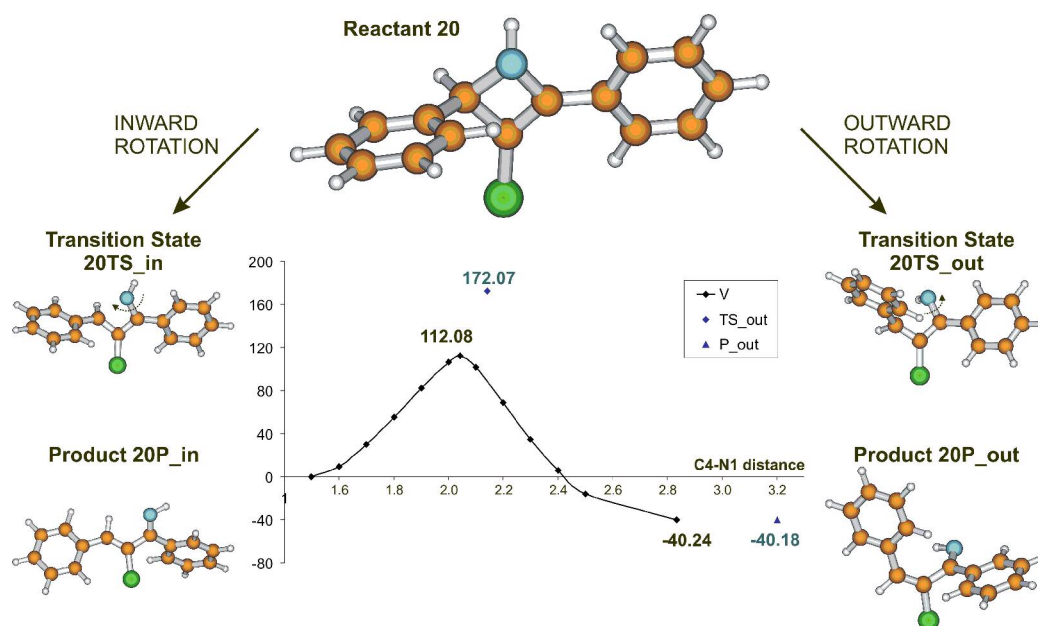 Reactant 20
INWARD
ROTATION
OUTWARD
ROTATION
Transition State
20TS_in
Transition State
20TS_out
200
160
120
80
40
0
-40
-80
172.07
112.08
V
TS_out
P_out
C4-N1 distance
1
1.6
1.8
2.0
2.2
2.4
2.6
2.8
3.0
3.2
-40.24
-40.18
Product 20P_in
Product 20P_out